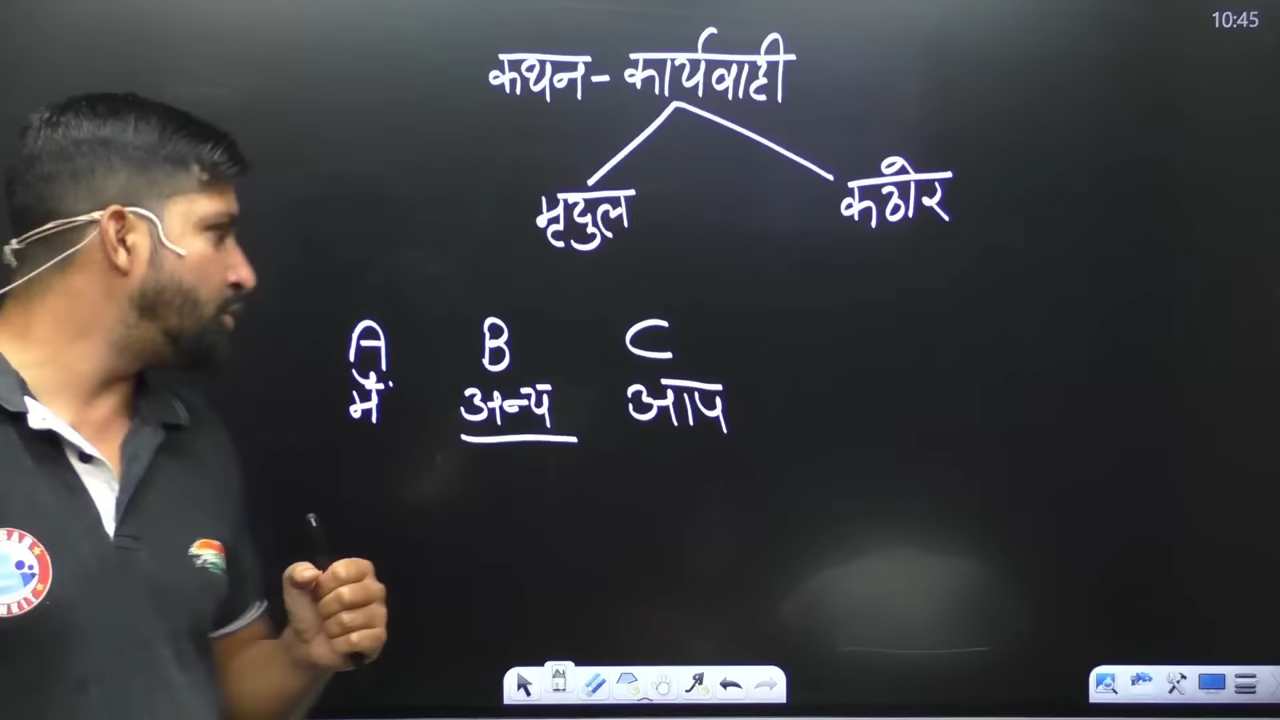 10:45
कथन - कार्यवाही
मृदुल कठोर
A B C
में अन्य आप